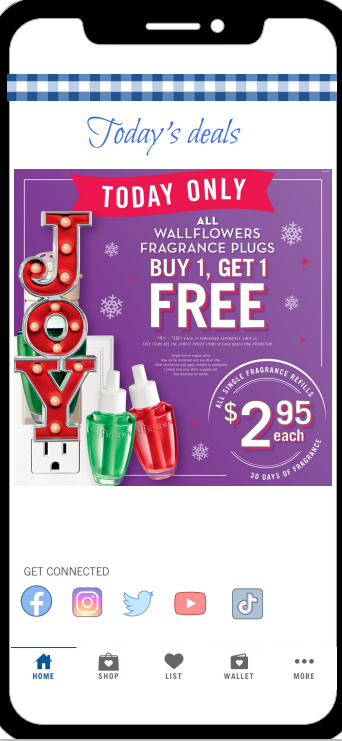 Today's deals
TODAY ONLY
ALL
WALLFLOWERS
FRAGRANCE PLUGS
BUY 1, GET 1
FREE
JOY
ALL SINGLE FRAGRANCE REFILLS
$2.95
each
30 DAYS OF FRAGRANCE
GET CONNECTED
HOME
SHOP
LIST
WALLET
MORE